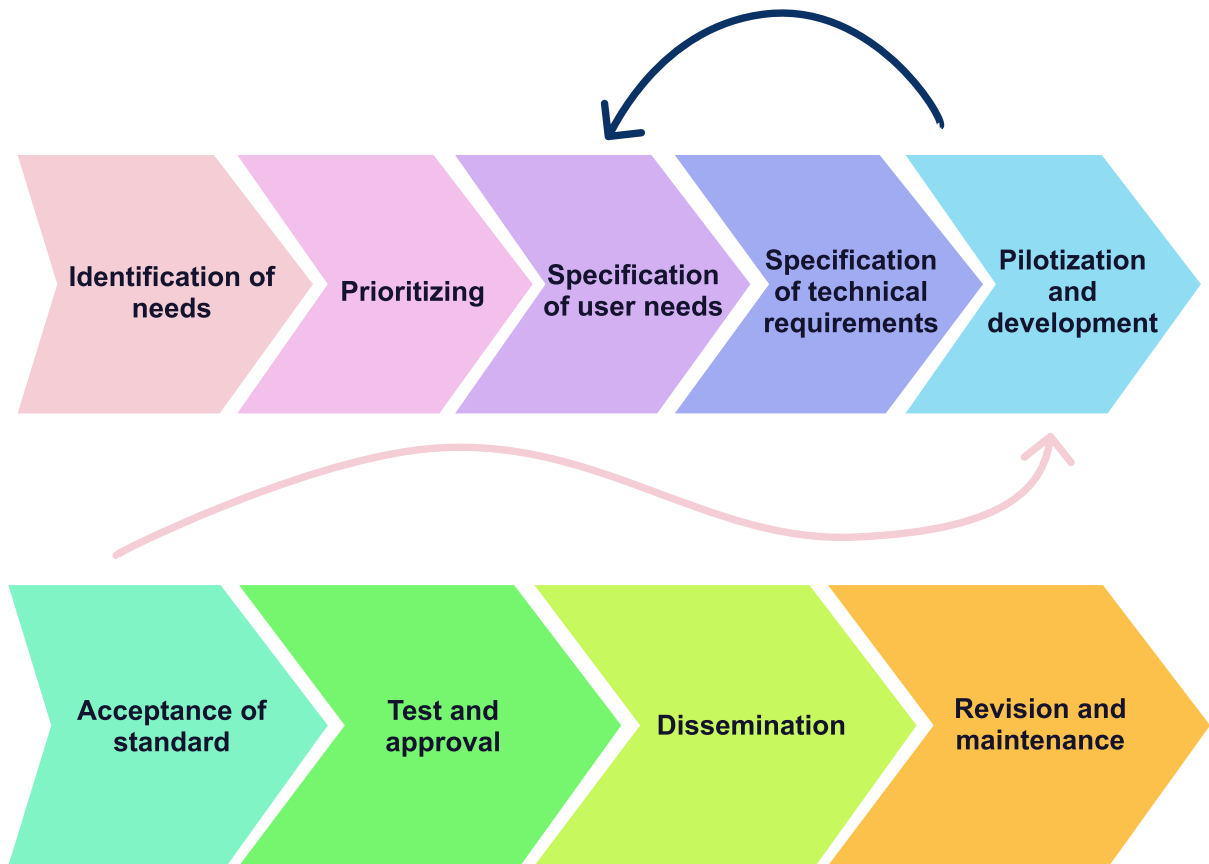 Identification of
needs
Prioritizing
Specification
of user needs
Specification
of technical
requirements
Pilotization
and
development
Acceptance of
standard
Test and
approval
Dissemination
Revision and
maintenance